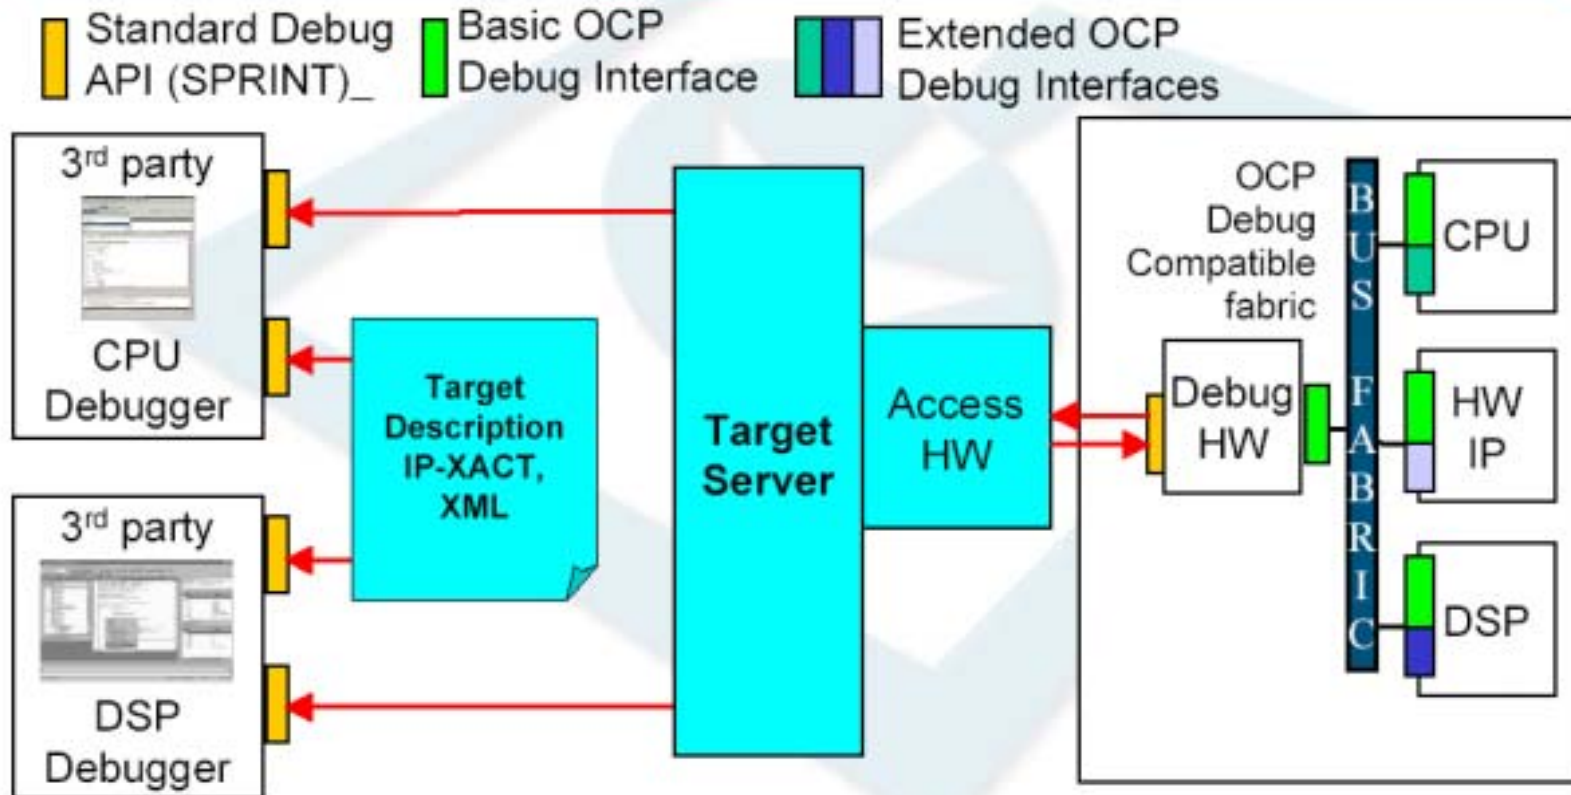 Standard Debug
API (SPRINT)_
Basic OCP
Debug Interface
Extended OCP
Debug Interfaces
3rd party
CPU
Debugger
Target
Description
IP-XACT,
XML
3rd party
DSP
Debugger
Target
Server
Access
HW
OCP
Debug
Compatible
fabric
Debug
HW
BUS FABRIC
CPU
HW
IP
DSP